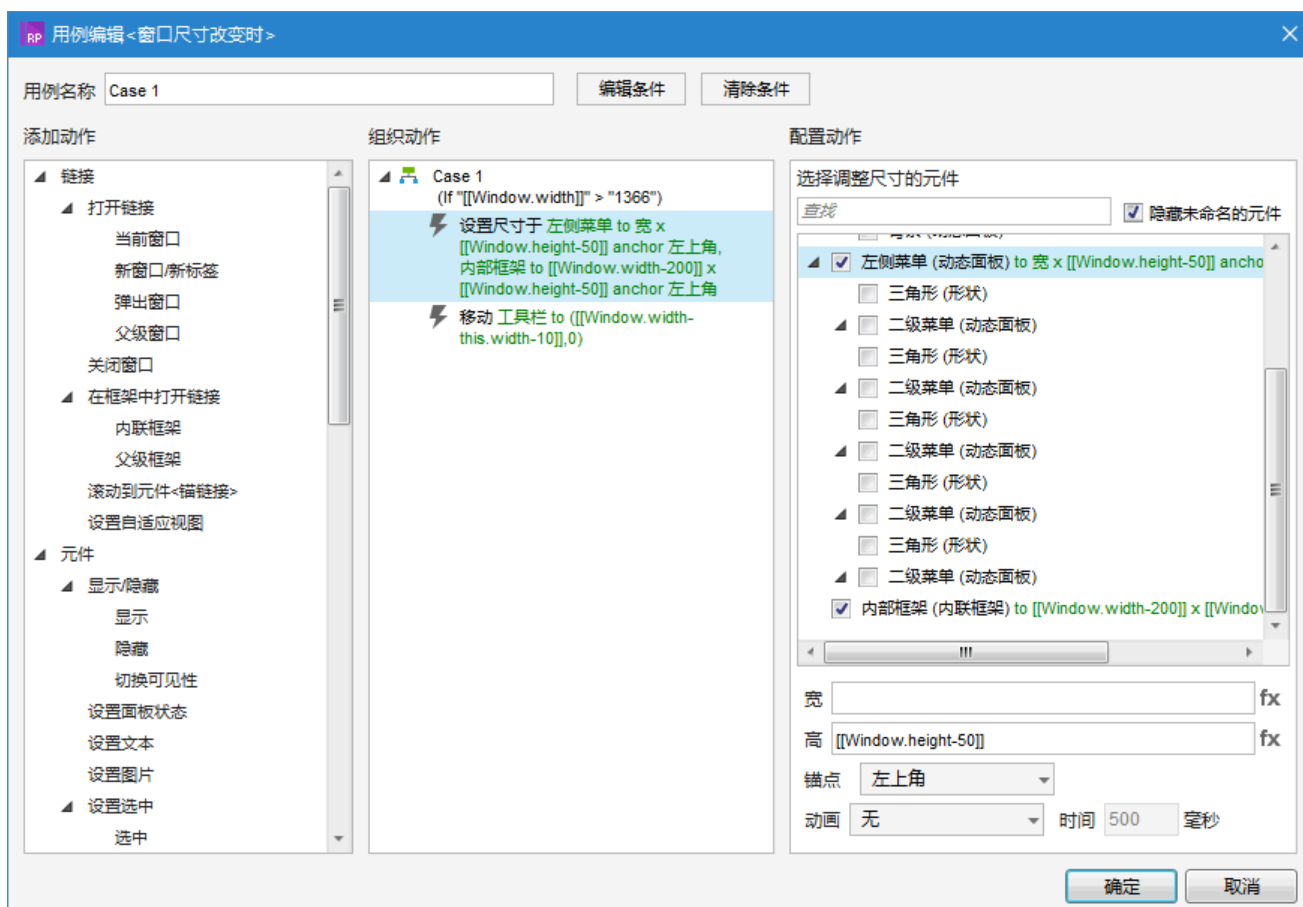 RP 用例编辑<窗口尺寸改变时>
用例名称 Case 1 编辑条件 清除条件
添加动作
链接
打开链接
当前窗口
新窗口/新标签
弹出窗口
父级窗口
关闭窗口
在框架中打开链接
内联框架
父级框架
滚动到元件<锚链接>
设置自适应视图
元件
显示/隐藏
显示
隐藏
切换可见性
设置面板状态
设置文本
设置图片
设置选中
选中
组织动作
Case 1
(If "[[Window.width]]" > "1366")
设置尺寸于 左侧菜单 to 宽 x
[[Window.height-50]] anchor 左上角,
内部框架 to [[Window.width-200]] x
[[Window.height-50]] anchor 左上角
移动 工具栏 to ([[Window.width-
this.width-10]],0)
配置动作
选择调整尺寸的元件
查找 隐藏未命名的元件
左侧菜单 (动态面板) to 宽 x [[Window.height-50]] ancho
三角形 (形状)
二级菜单 (动态面板)
三角形 (形状)
二级菜单 (动态面板)
三角形 (形状)
二级菜单 (动态面板)
三角形 (形状)
二级菜单 (动态面板)
三角形 (形状)
二级菜单 (动态面板)
内部框架 (内联框架) to [[Window.width-200]] x [[Windo
宽 fx
高 [[Window.height-50]] fx
锚点 左上角
动画 无 时间 500 毫秒
确定 取消